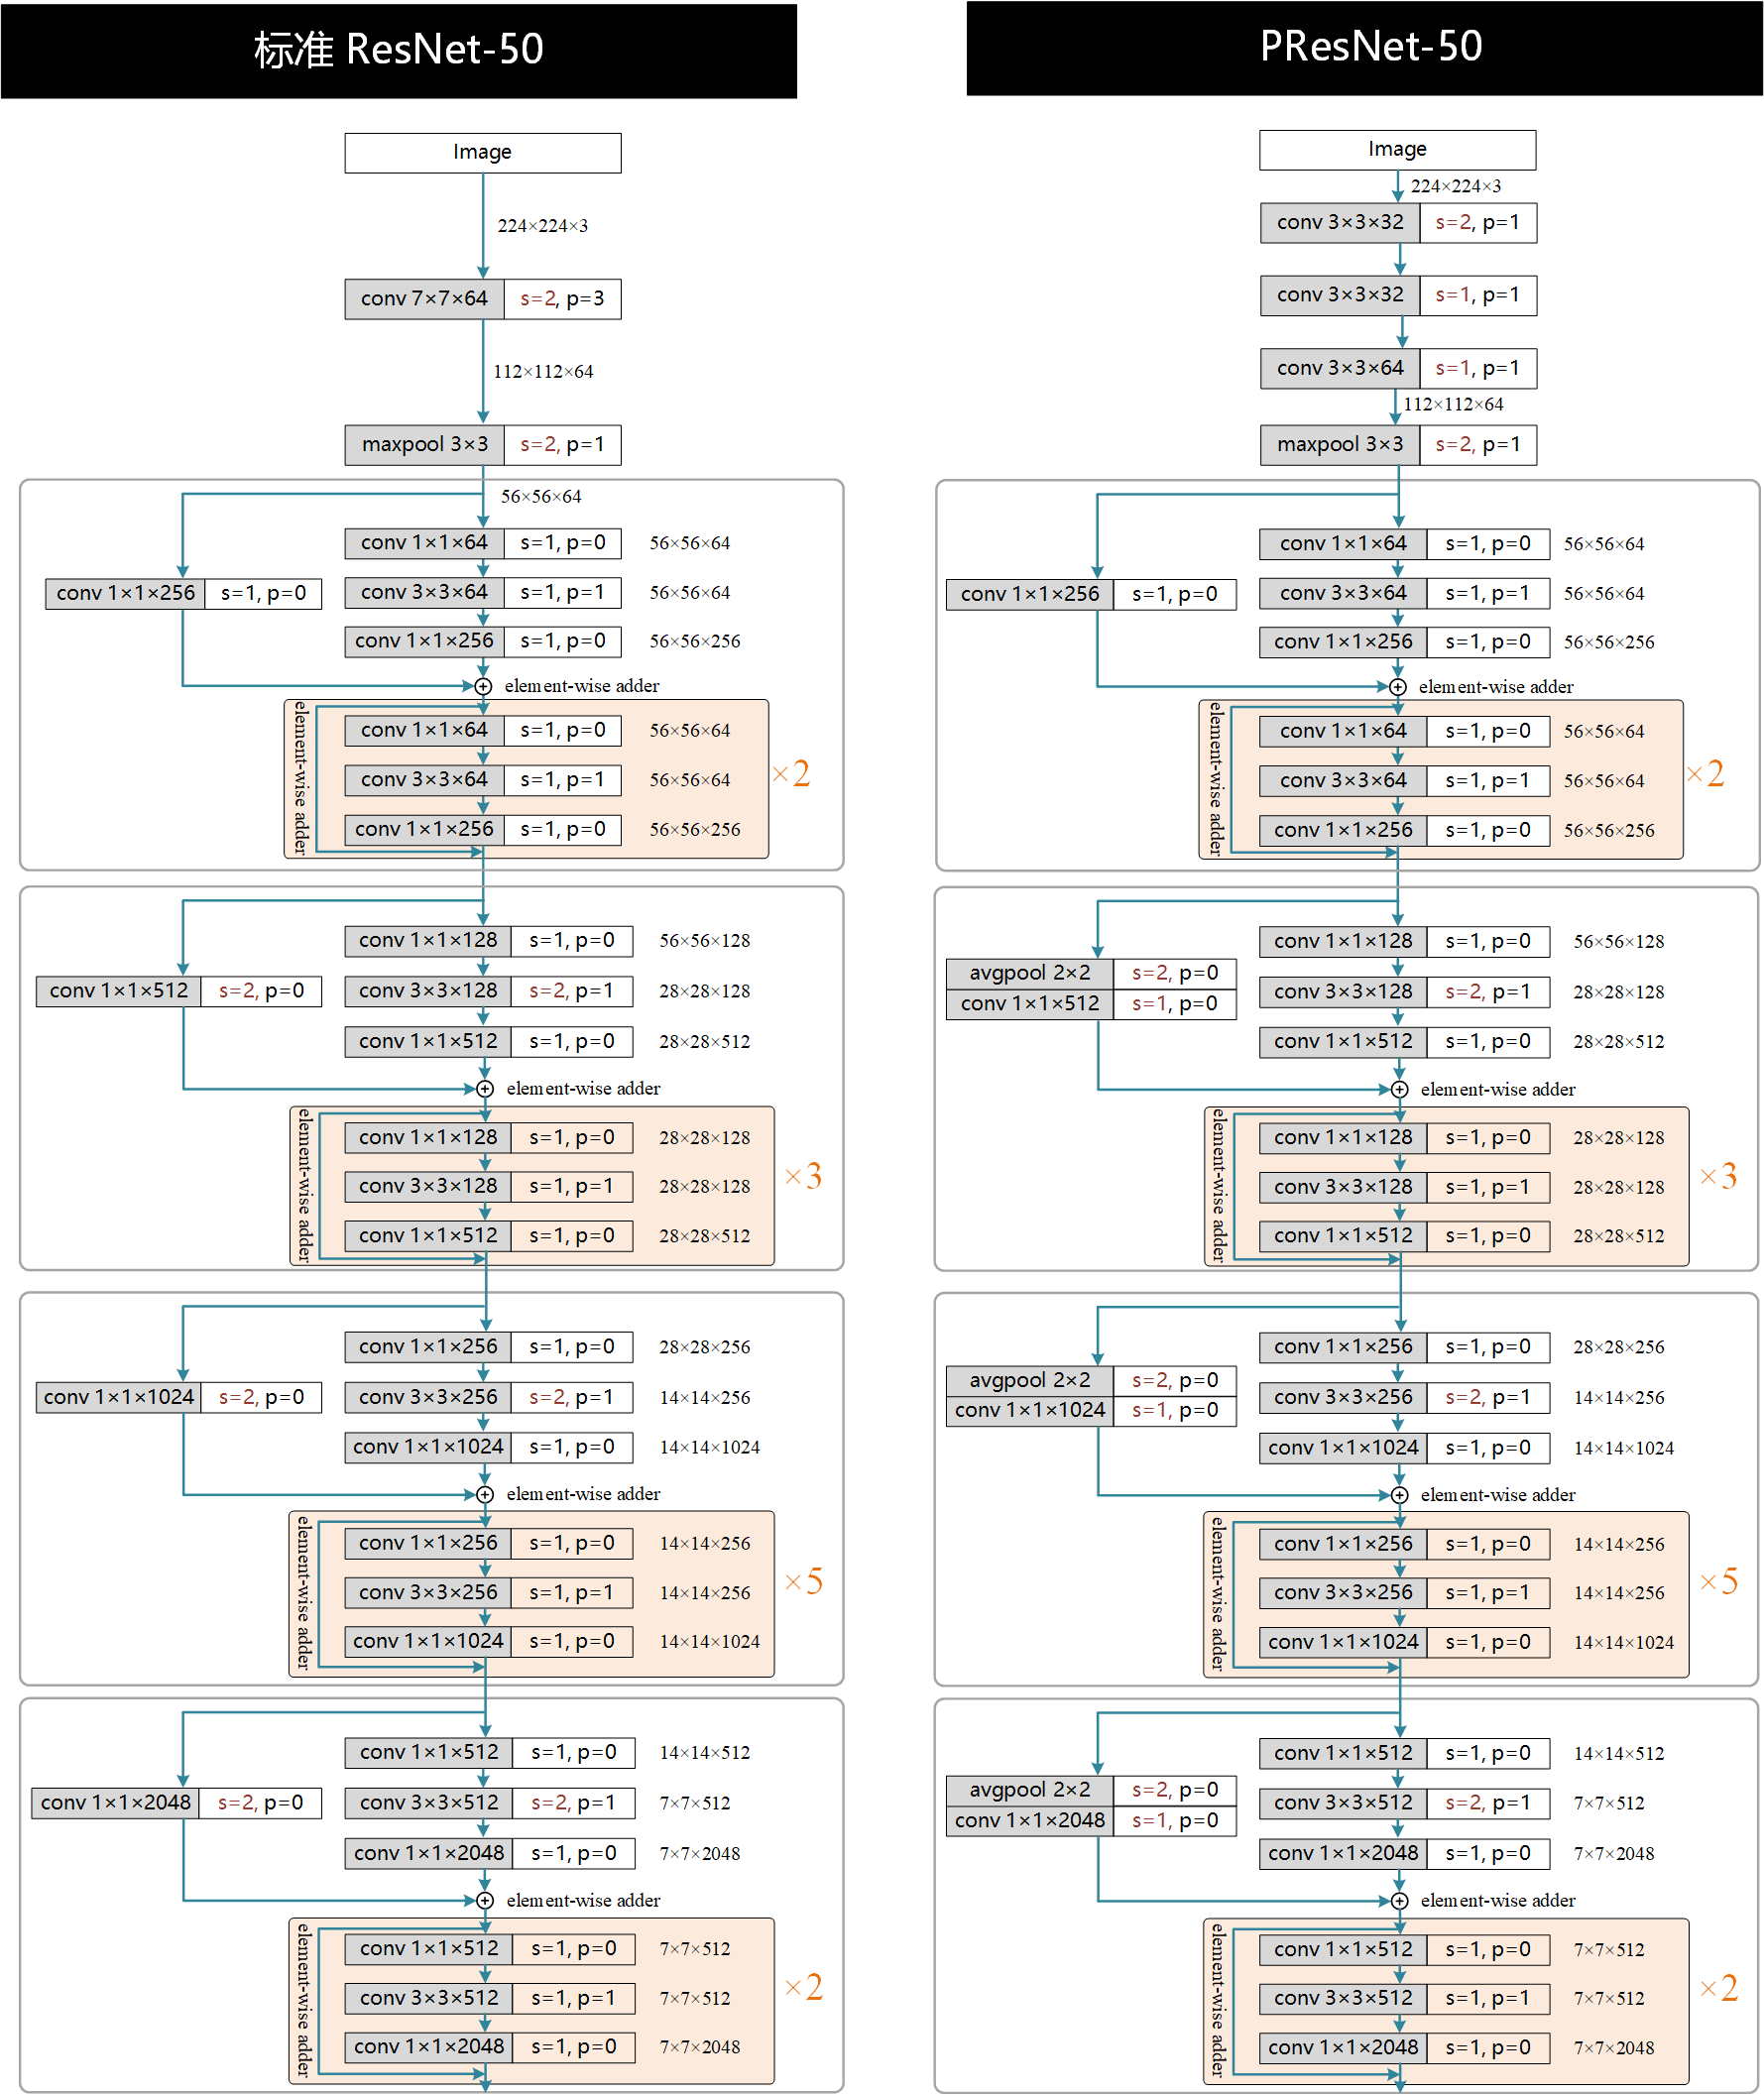 标准 ResNet-50
Image
224×224×3
conv 7×7×64 s=2, p=3
112×112×64
maxpool 3×3 s=2, p=1
56×56×64
conv 1×1×64 s=1, p=0 56×56×64
conv 1×1×256 s=1, p=0
conv 3×3×64 s=1, p=1 56×56×64
conv 1×1×256 s=1, p=0 56×56×256
element-wise adder
element-wise adder
conv 1×1×64 s=1, p=0 56×56×64
conv 3×3×64 s=1, p=1 56×56×64
×2
conv 1×1×256 s=1, p=0 56×56×256
conv 1×1×128 s=1, p=0 56×56×128
conv 1×1×512 s=2, p=0
conv 3×3×128 s=2, p=1 28×28×128
conv 1×1×512 s=1, p=0 28×28×512
element-wise adder
element-wise adder
conv 1×1×128 s=1, p=0 28×28×128
conv 3×3×128 s=1, p=1 28×28×128
×3
conv 1×1×512 s=1, p=0 28×28×512
conv 1×1×256 s=1, p=0 28×28×256
conv 1×1×1024 s=2, p=0
conv 3×3×256 s=2, p=1 14×14×256
conv 1×1×1024 s=1, p=0 14×14×1024
element-wise adder
element-wise adder
conv 1×1×256 s=1, p=0 14×14×256
conv 3×3×256 s=1, p=1 14×14×256
×5
conv 1×1×1024 s=1, p=0 14×14×1024
conv 1×1×512 s=1, p=0 14×14×512
conv 1×1×2048 s=2, p=0
conv 3×3×512 s=2, p=1 7×7×512
conv 1×1×2048 s=1, p=0 7×7×2048
element-wise adder
element-wise adder
conv 1×1×512 s=1, p=0 7×7×512
conv 3×3×512 s=1, p=1 7×7×512
×2
conv 1×1×2048 s=1, p=0 7×7×2048
PResNet-50
Image
224×224×3
conv 3×3×32 s=2, p=1
conv 3×3×32 s=1, p=1
conv 3×3×64 s=1, p=1
112×112×64
maxpool 3×3 s=2, p=1
conv 1×1×64 s=1, p=0 56×56×64
conv 1×1×256 s=1, p=0
conv 3×3×64 s=1, p=1 56×56×64
conv 1×1×256 s=1, p=0 56×56×256
element-wise adder
element-wise adder
conv 1×1×64 s=1, p=0 56×56×64
conv 3×3×64 s=1, p=1 56×56×64
×2
conv 1×1×256 s=1, p=0 56×56×256
conv 1×1×128 s=1, p=0 56×56×128
avgpool 2×2 s=2, p=0
conv 1×1×512 s=1, p=0
conv 3×3×128 s=2, p=1 28×28×128
conv 1×1×512 s=1, p=0 28×28×512
element-wise adder
element-wise adder
conv 1×1×128 s=1, p=0 28×28×128
conv 3×3×128 s=1, p=1 28×28×128
×3
conv 1×1×512 s=1, p=0 28×28×512
conv 1×1×256 s=1, p=0 28×28×256
avgpool 2×2 s=2, p=0
conv 1×1×1024 s=1, p=0
conv 3×3×256 s=2, p=1 14×14×256
conv 1×1×1024 s=1, p=0 14×14×1024
element-wise adder
element-wise adder
conv 1×1×256 s=1, p=0 14×14×256
conv 3×3×256 s=1, p=1 14×14×256
×5
conv 1×1×1024 s=1, p=0 14×14×1024
conv 1×1×512 s=1, p=0 14×14×512
avgpool 2×2 s=2, p=0
conv 1×1×2048 s=1, p=0
conv 3×3×512 s=2, p=1 7×7×512
conv 1×1×2048 s=1, p=0 7×7×2048
element-wise adder
element-wise adder
conv 1×1×512 s=1, p=0 7×7×512
conv 3×3×512 s=1, p=1 7×7×512
×2
conv 1×1×2048 s=1, p=0 7×7×2048